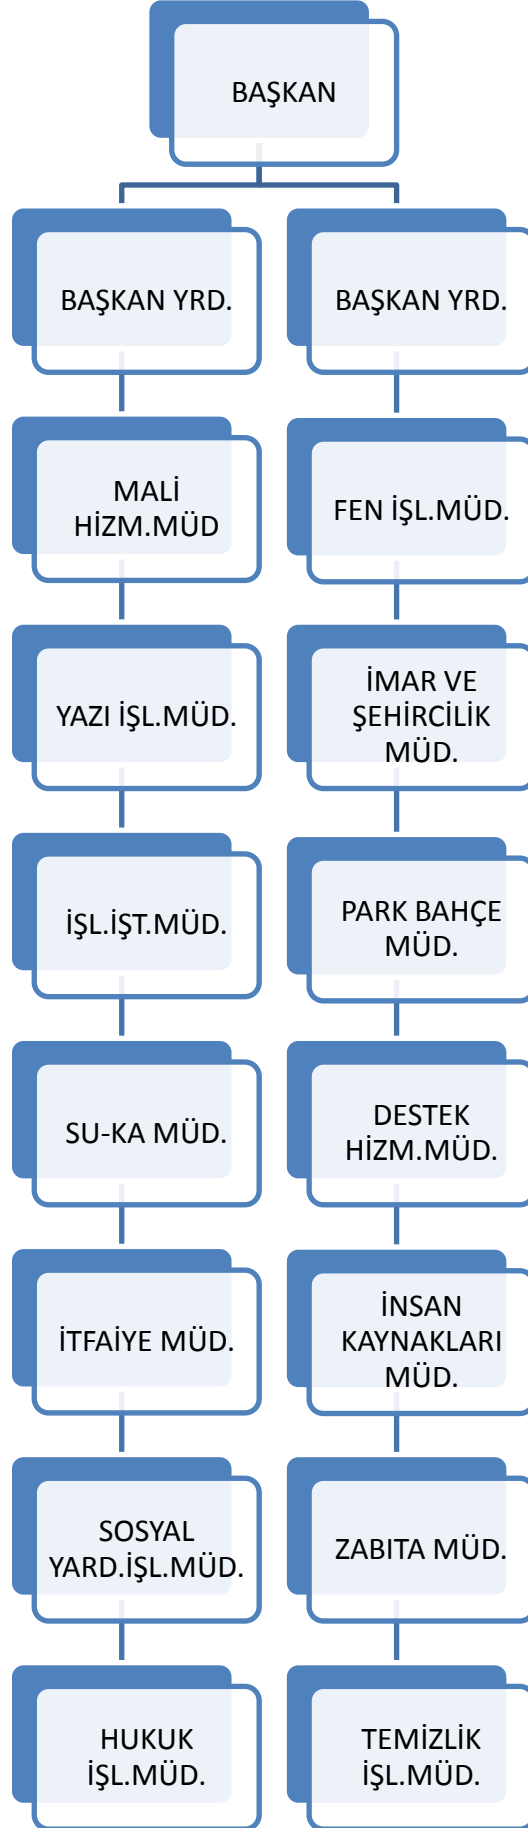 BAŞKAN
BAŞKAN YRD.
MALİ
HİZM.MÜD
YAZI İŞL.MÜD.
İŞL.İŞT.MÜD.
SU-KA MÜD.
İTFAİYE MÜD.
SOSYAL
YARD.İŞL.MÜD.
HUKUK
İŞL.MÜD.
BAŞKAN YRD.
FEN İŞL.MÜD.
İMAR VE
ŞEHİRCİLİK
MÜD.
PARK BAHÇE
MÜD.
DESTEK
HİZM.MÜD.
İNSAN
KAYNAKLARI
MÜD.
ZABITA MÜD.
TEMİZLİK
İŞL.MÜD.